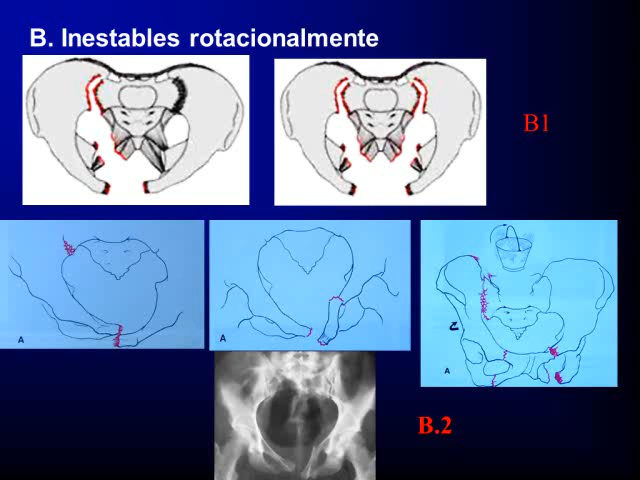 B. Inestables rotacionalmente
B1
A
A
A
B.2